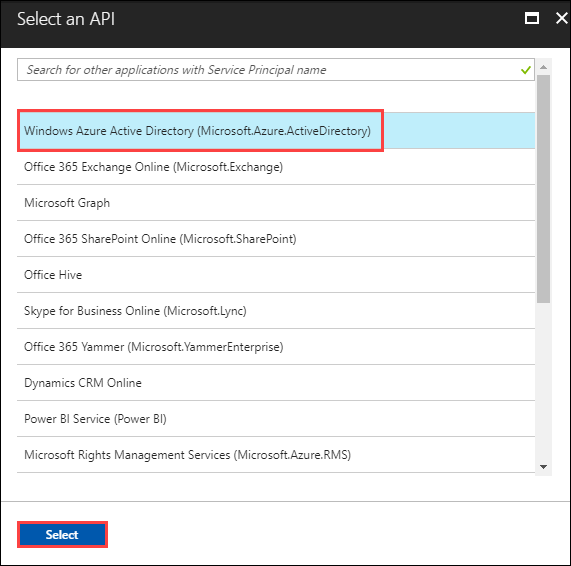 Select an API
Search for other applications with Service Principal name
Windows Azure Active Directory (Microsoft.Azure.ActiveDirectory)
Office 365 Exchange Online (Microsoft.Exchange)
Microsoft Graph
Office 365 SharePoint Online (Microsoft.SharePoint)
Office Hive
Skype for Business Online (Microsoft.Lync)
Office 365 Yammer (Microsoft.YammerEnterprise)
Dynamics CRM Online
Power BI Service (Power BI)
Microsoft Rights Management Services (Microsoft.Azure.RMS)
Select